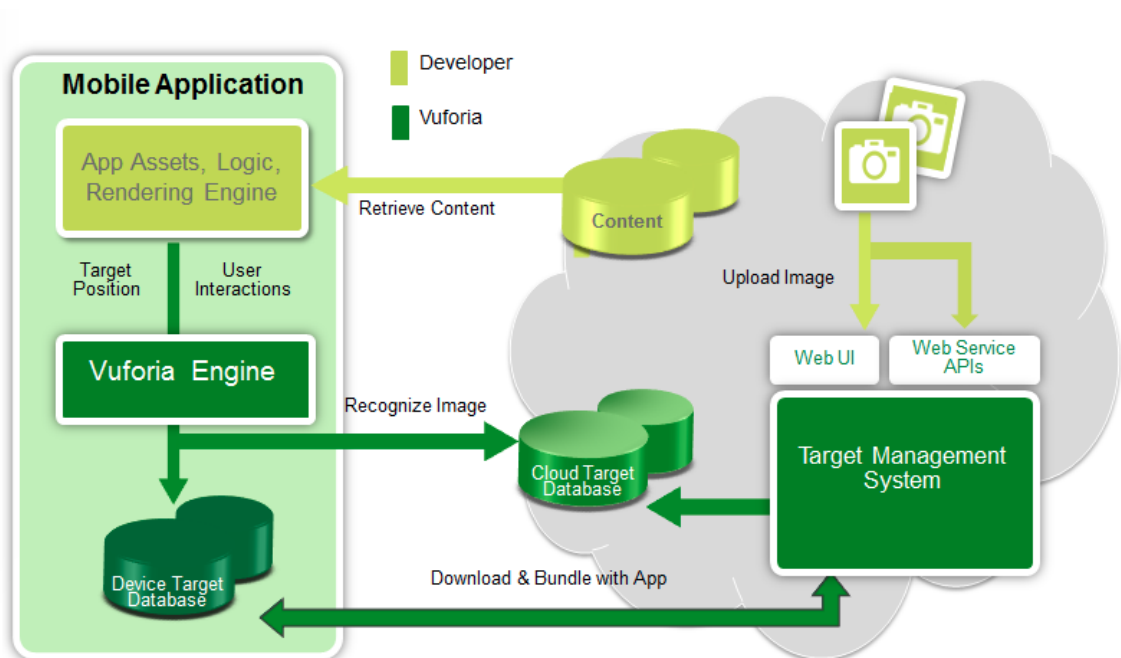 Mobile Application
Developer
Vuforia
App Assets, Logic,
Rendering Engine
Retrieve Content
Content
Target
Position
User
Interactions
Upload Image
Vuforia Engine
Web UI
Web Service
APIs
Recognize Image
Cloud Target
Database
Target Management
System
Device Target
Database
Download & Bundle with App